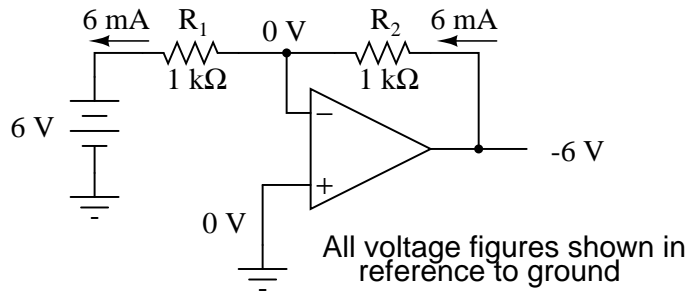 6 mA
R1
0 V
R2
6 mA
1 kΩ
1 kΩ
6 V
−
+
-6 V
0 V
All voltage figures shown in
reference to ground